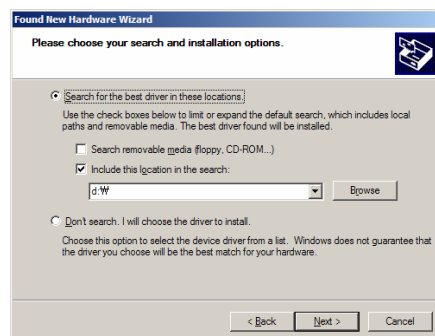 Found New Hardware Wizard
Please choose your search and installation options.
Search for the best driver in these locations.
Use the check boxes below to limit or expand the default search, which includes local
paths and removable media. The best driver found will be installed.
Search removable media (floppy, CD-ROM...)
Include this location in the search:
d:₩
Browse
Don't search. I will choose the driver to install.
Choose this option to select the device driver from a list. Windows does not guarantee that
the driver you choose will be the best match for your hardware.
< Back
Next >
Cancel